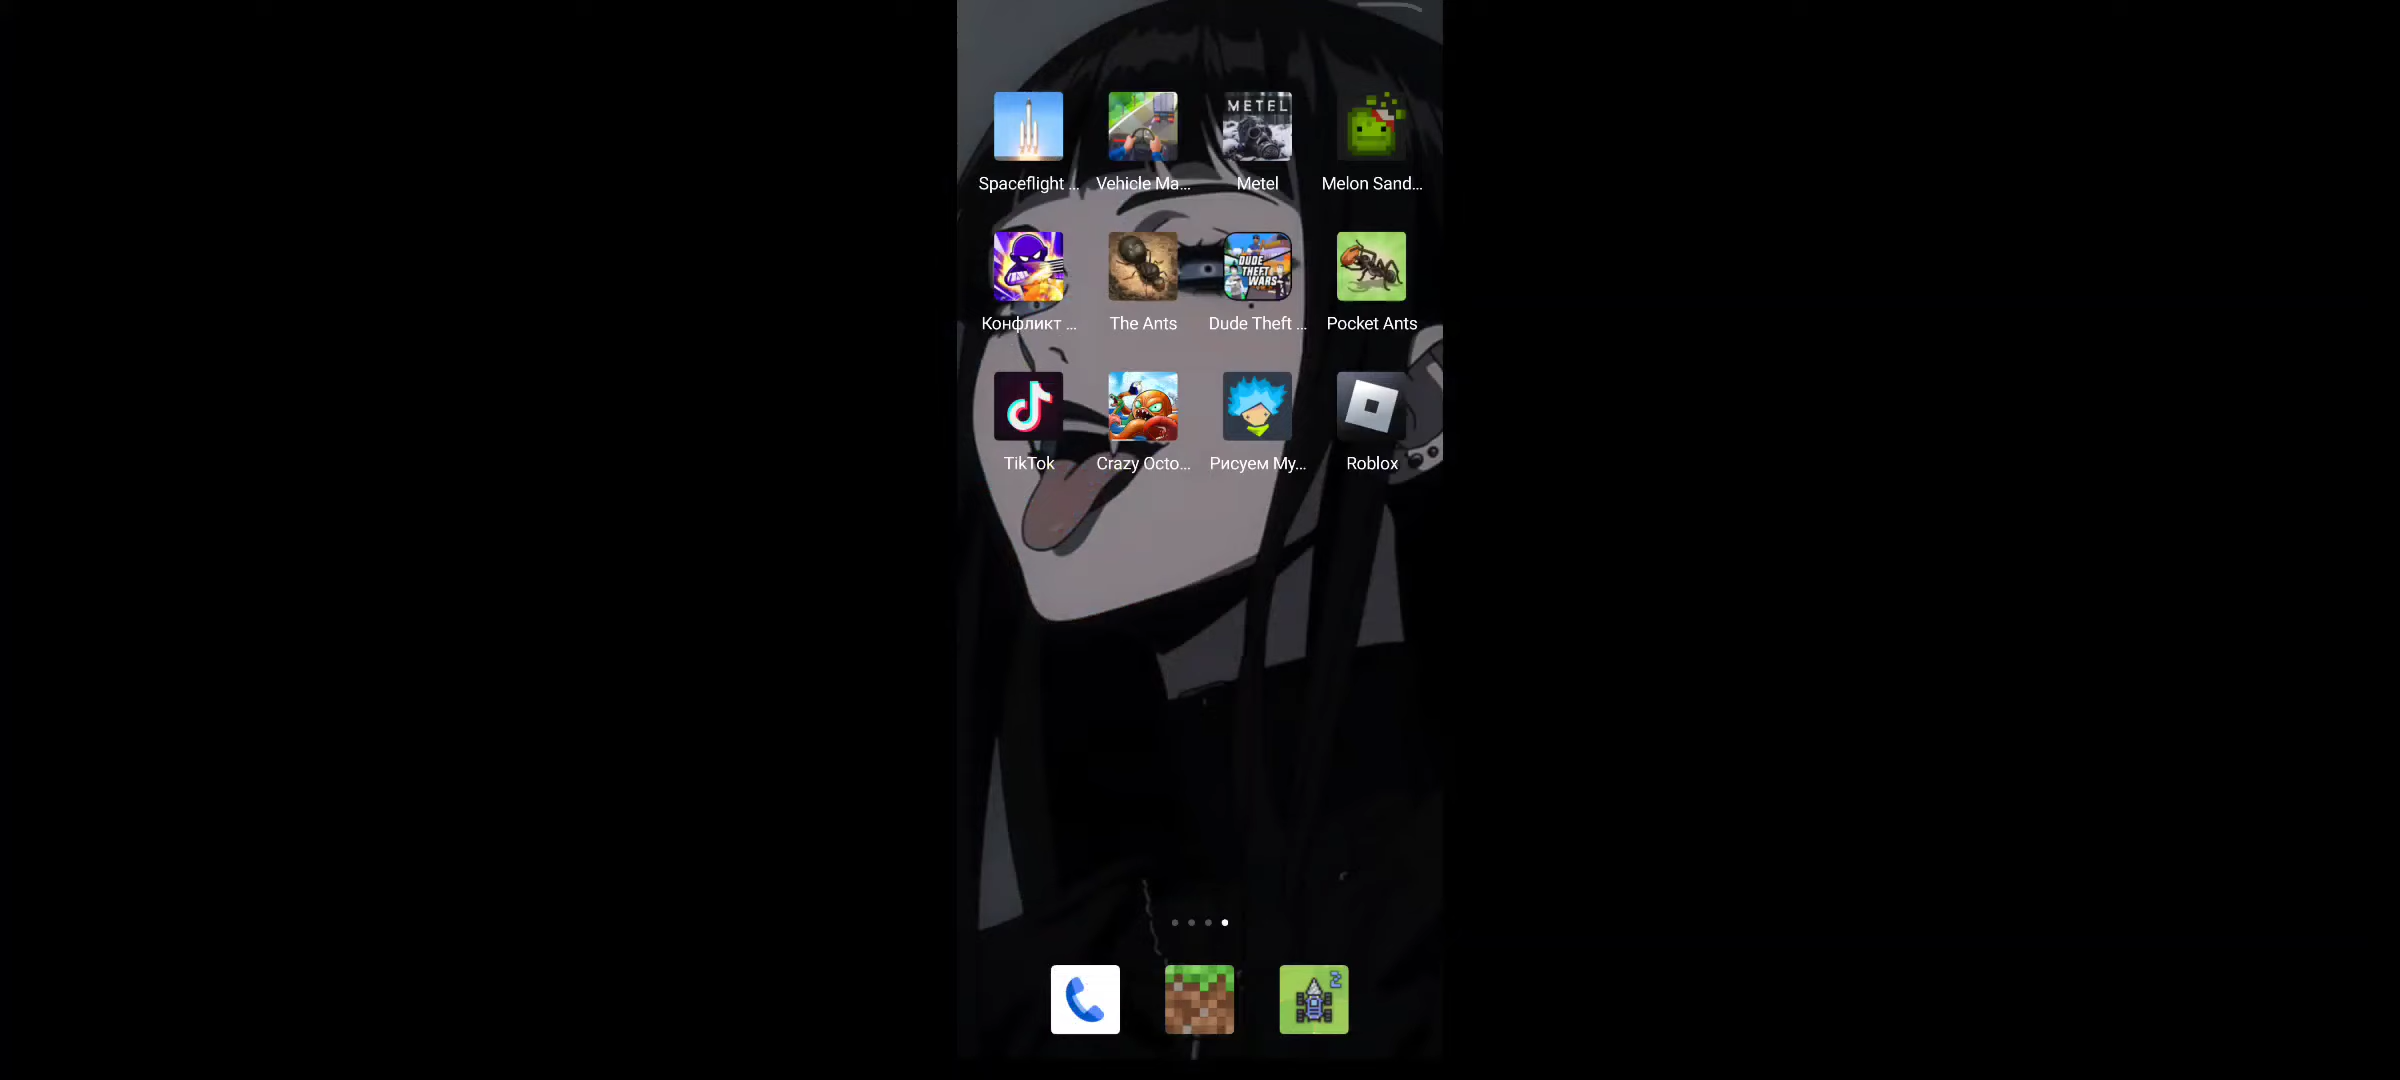 METEL
Spaceflight ...
Vehicle Ma...
Metel
Melon Sand...
DUDE
THEFT
WARS
Конфликт ...
The Ants
Dude Theft ...
Pocket Ants
TikTok
Crazy Octo...
Рисуем Му...
Roblox
2